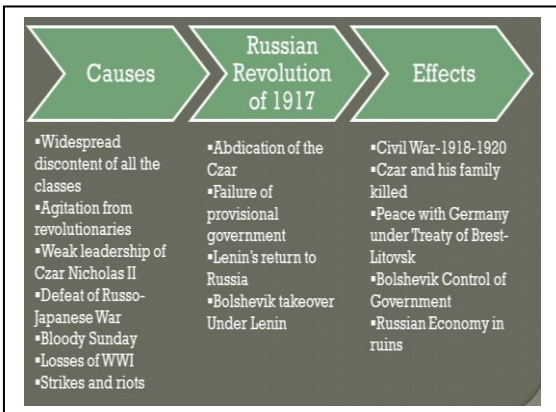 Causes
▪Widespread
discontent of all the
classes
▪Agitation from
revolutionaries
▪Weak leadership of
Czar Nicholas II
▪Defeat of Russo-
Japanese War
▪Bloody Sunday
▪Losses of WWI
▪Strikes and riots
Russian
Revolution
of 1917
▪Abdication of the
Czar
▪Failure of
provisional
government
▪Lenin's return to
Russia
▪Bolshevik takeover
Under Lenin
Effects
▪Civil War-1918-1920
▪Czar and his family
killed
▪Peace with Germany
under Treaty of Brest-
Litovsk
▪Bolshevik Control of
Government
▪Russian Economy in
ruins